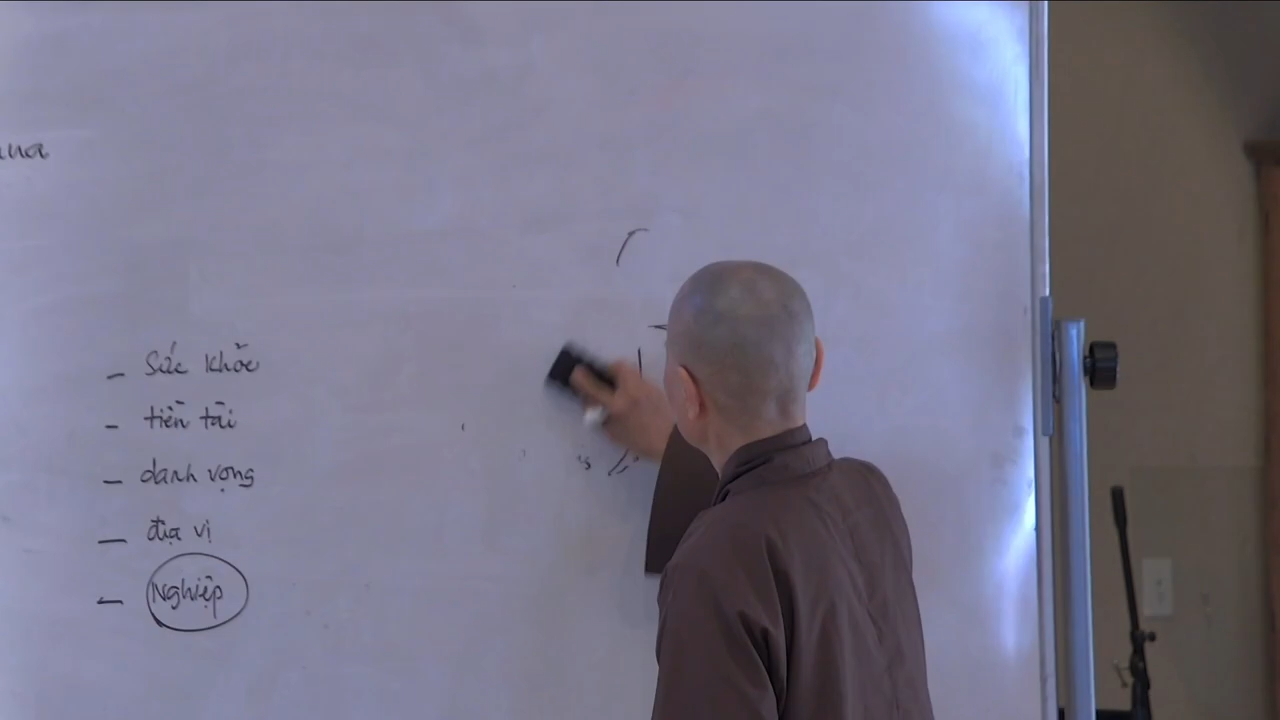 – Sức khỏe
– tiền tài
– danh vọng
– địa vị
– Nghiệp